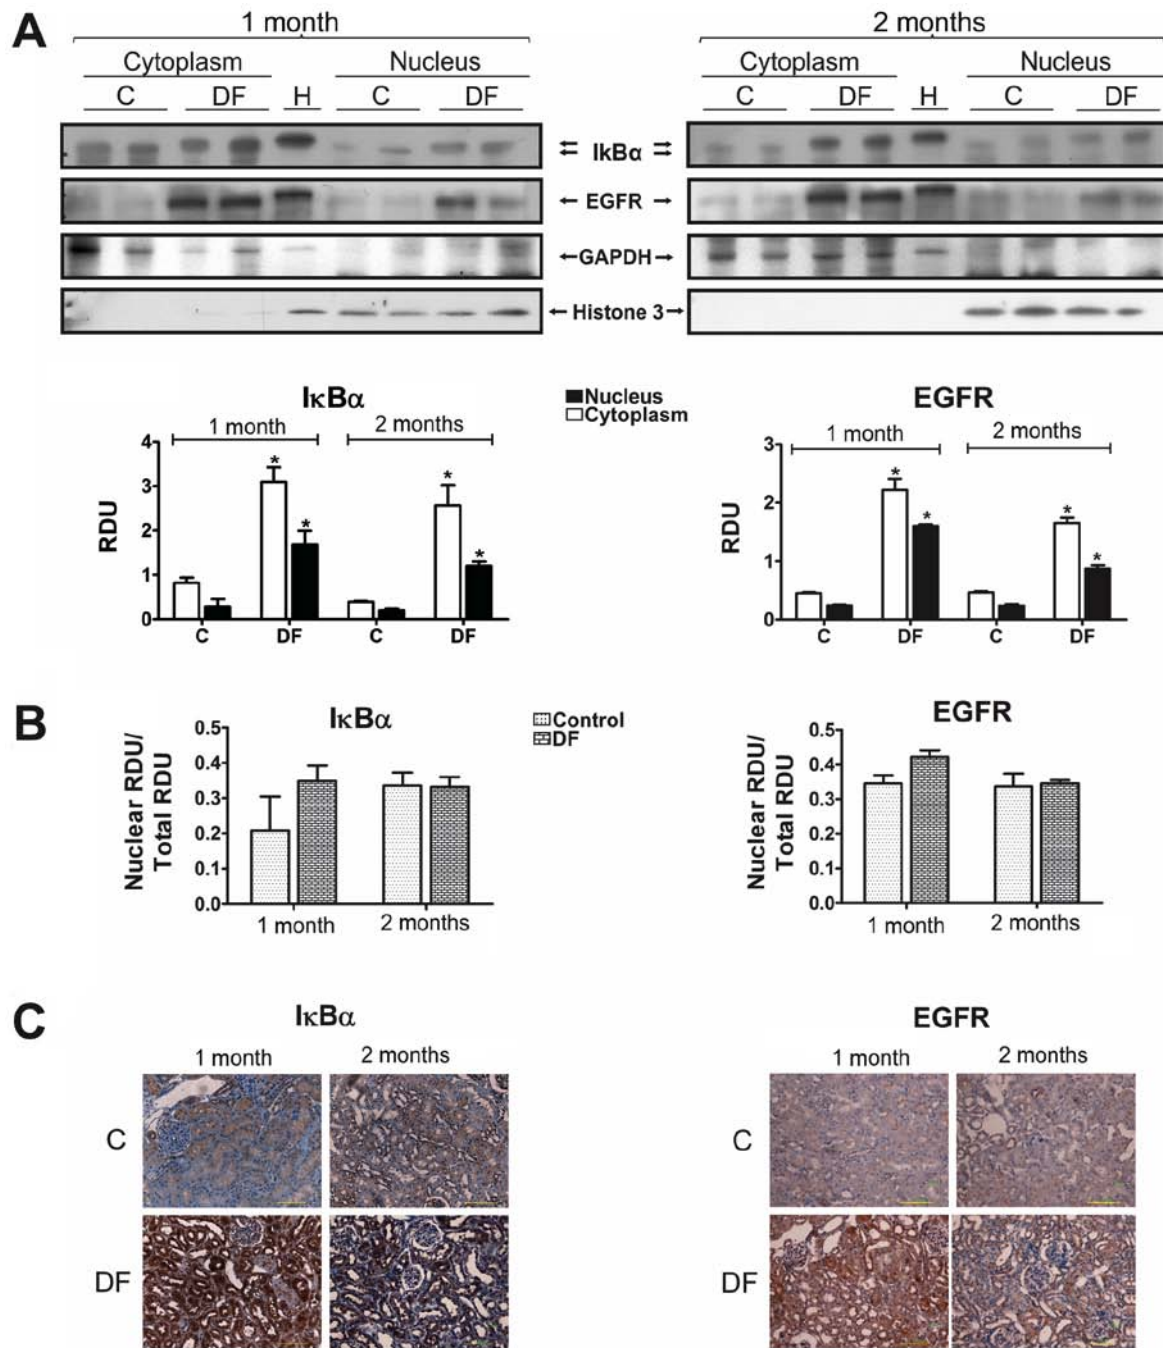 A
1 month
2 months
Cytoplasm Nucleus
Cytoplasm Nucleus
C DF H C DF
C DF H C DF
IkBα
EGFR
GAPDH
Histone 3
IκBα
Nucleus
Cytoplasm
EGFR
1 month 2 months
1 month 2 months
RDU
4
3
2
1
0
* * * *
C DF C DF
RDU
3
2
1
0
* * * *
C DF C DF
B
IκBα
Control
DF
EGFR
Nuclear RDU/
Total RDU
0.5
0.4
0.3
0.2
0.1
0.0
1 month 2 months
Nuclear RDU/
Total RDU
0.5
0.4
0.3
0.2
0.1
0.0
1 month 2 months
C
IκBα
EGFR
1 month 2 months
1 month 2 months
C
C
DF
DF